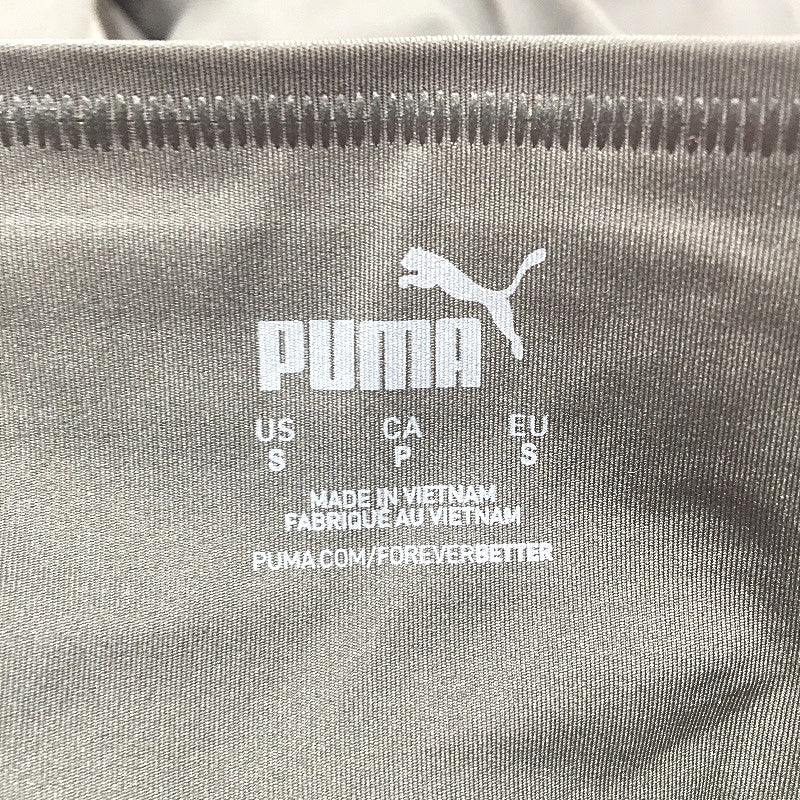 PUMA
US CA EU
S P S
MADE IN VIETNAM
FABRIQUÉ AU VIETNAM
PUMA.COM/FOREVERBETTER